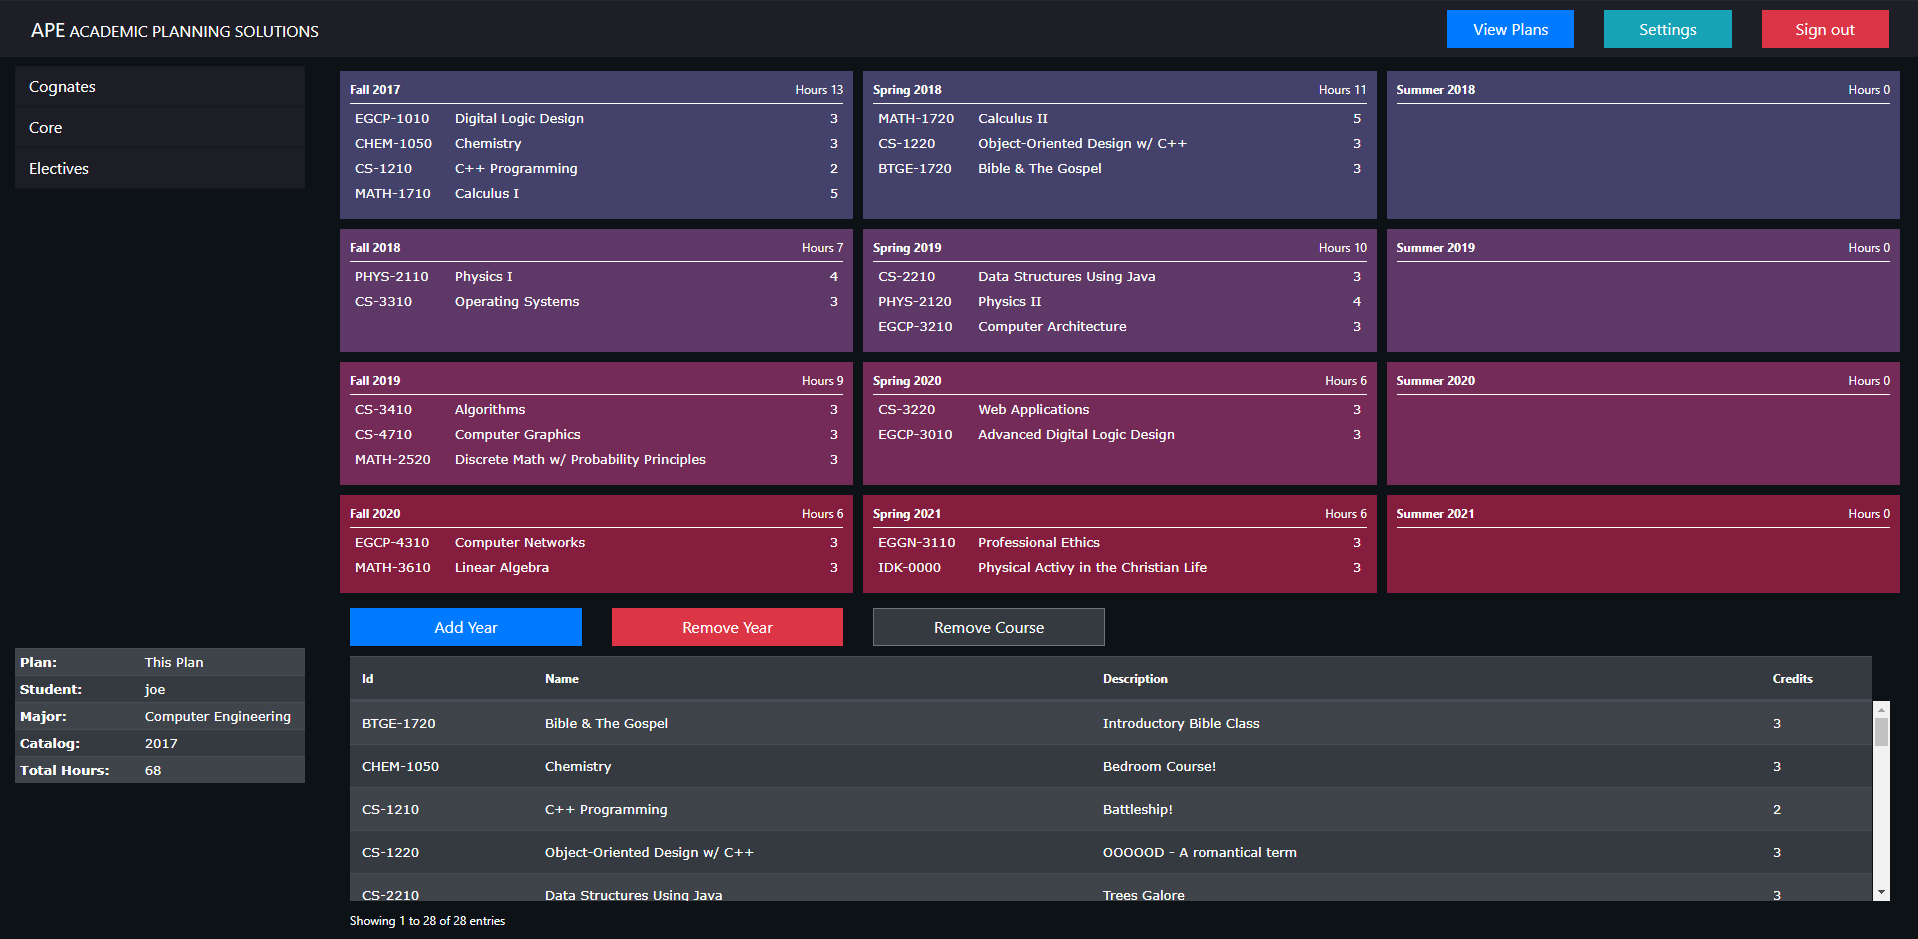 APE ACADEMIC PLANNING SOLUTIONS
View Plans
Settings
Sign out
Cognates
Core
Electives
Fall 2017 Hours 13
EGCP-1010 Digital Logic Design 3
CHEM-1050 Chemistry 3
CS-1210 C++ Programming 2
MATH-1710 Calculus I 5
Spring 2018 Hours 11
MATH-1720 Calculus II 5
CS-1220 Object-Oriented Design w/ C++ 3
BTGE-1720 Bible & The Gospel 3
Summer 2018 Hours 0
Fall 2018 Hours 7
PHYS-2110 Physics I 4
CS-3310 Operating Systems 3
Spring 2019 Hours 10
CS-2210 Data Structures Using Java 3
PHYS-2120 Physics II 4
EGCP-3210 Computer Architecture 3
Summer 2019 Hours 0
Fall 2019 Hours 9
CS-3410 Algorithms 3
CS-4710 Computer Graphics 3
MATH-2520 Discrete Math w/ Probability Principles 3
Spring 2020 Hours 6
CS-3220 Web Applications 3
EGCP-3010 Advanced Digital Logic Design 3
Summer 2020 Hours 0
Fall 2020 Hours 6
EGCP-4310 Computer Networks 3
MATH-3610 Linear Algebra 3
Spring 2021 Hours 6
EGGN-3110 Professional Ethics 3
IDK-0000 Physical Activy in the Christian Life 3
Summer 2021 Hours 0
Add Year
Remove Year
Remove Course
Plan: This Plan
Student: joe
Major: Computer Engineering
Catalog: 2017
Total Hours: 68
Id Name Description Credits
BTGE-1720 Bible & The Gospel Introductory Bible Class 3
CHEM-1050 Chemistry Bedroom Course! 3
CS-1210 C++ Programming Battleship! 2
CS-1220 Object-Oriented Design w/ C++ OOOOOD - A romantical term 3
CS-2210 Data Structures Using Java Trees Galore 3
Showing 1 to 28 of 28 entries